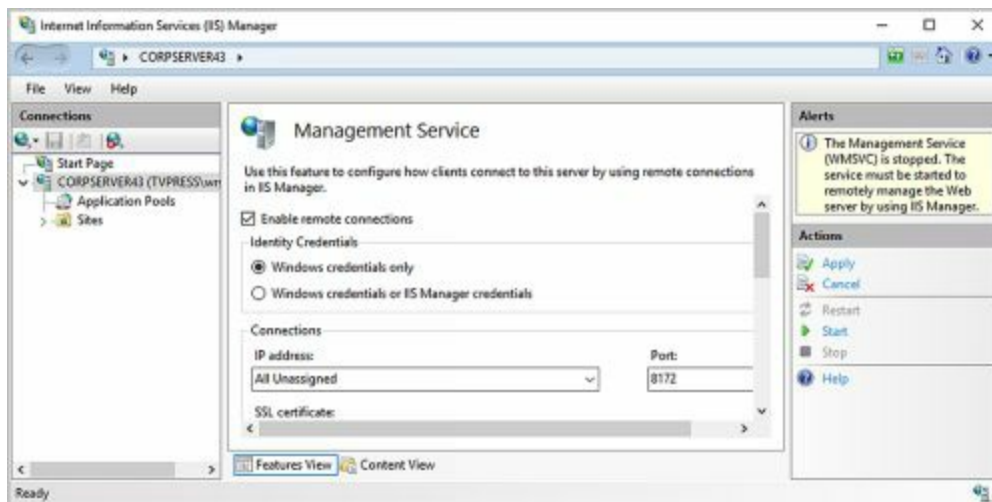 Internet Information Services (IIS) Manager
CORPSERVER43
File View Help
Connections
Start Page
CORPSERVER43 (TVPRESS\
Application Pools
Sites
Management Service
Use this feature to configure how clients connect to this server by using remote connections
in IIS Manager.
Enable remote connections
Identity Credentials
Windows credentials only
Windows credentials or IIS Manager credentials
Connections
IP address:
Port:
All Unassigned
8172
SSL certificate:
Features View
Content View
Alerts
The Management Service
(WMSVC) is stopped. The
service must be started to
remotely manage the Web
server by using IIS Manager.
Actions
Apply
Cancel
Restart
Start
Stop
Help
Ready